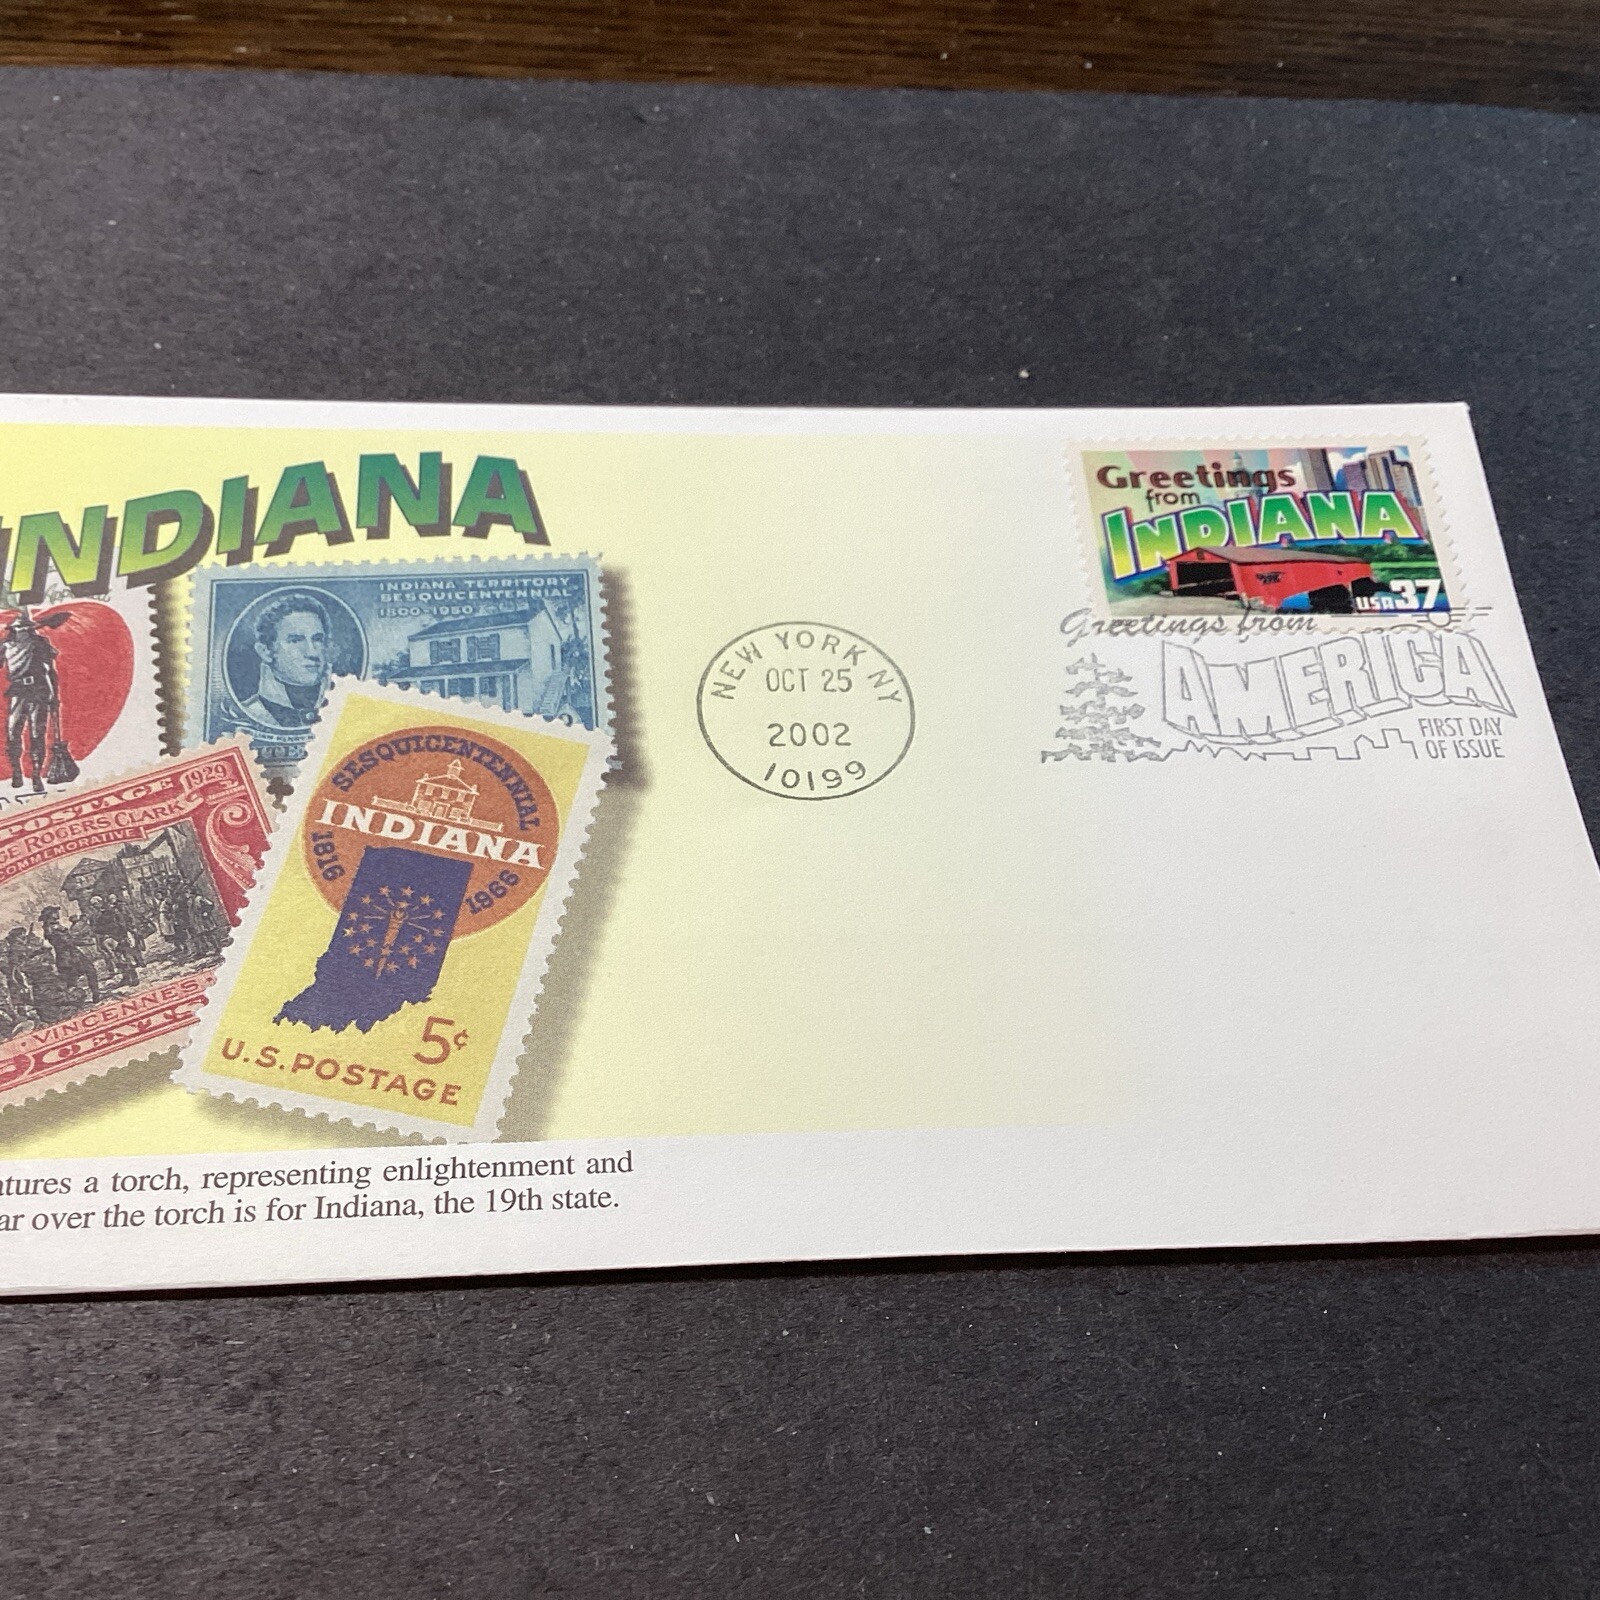 INDIANA
INDIANA TERRITORY
SESQUICENTENNIAL
1800-1950
POSTAGE 1929
ROGERS CLARK
COMMEMORATIVE
VINCENNES
CENTS
SESQUICENTENNIAL
INDIANA
1816 1966
5¢
U.S. POSTAGE
a torch, representing enlightenment and
over the torch is for Indiana, the 19th state.
NEW YORK NY
OCT 25
2002
10199
Greetings
from
INDIANA
USA 37
Greetings from
AMERICA
FIRST DAY
OF ISSUE